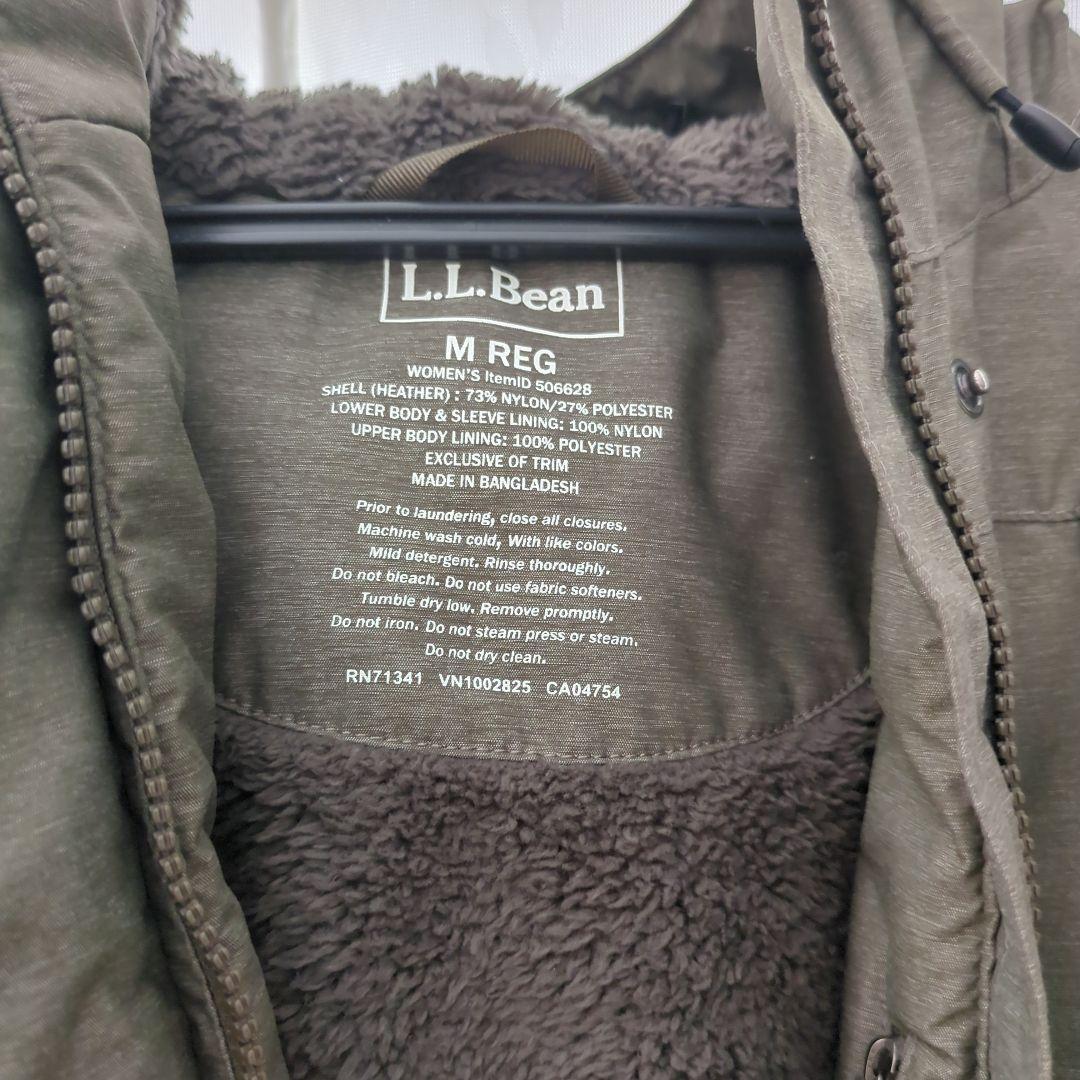 L.L.Bean
M REG
WOMEN'S ItemID 506628
SHELL (HEATHER) : 73% NYLON/27% POLYESTER
LOWER BODY & SLEEVE LINING: 100% NYLON
UPPER BODY LINING: 100% POLYESTER
EXCLUSIVE OF TRIM
MADE IN BANGLADESH
Prior to laundering, close all closures.
Machine wash cold, With like colors.
Mild detergent. Rinse thoroughly.
Do not bleach. Do not use fabric softeners.
Tumble dry low. Remove promptly.
Do not iron. Do not steam press or steam.
Do not dry clean.
RN71341 VN1002825 CA04754